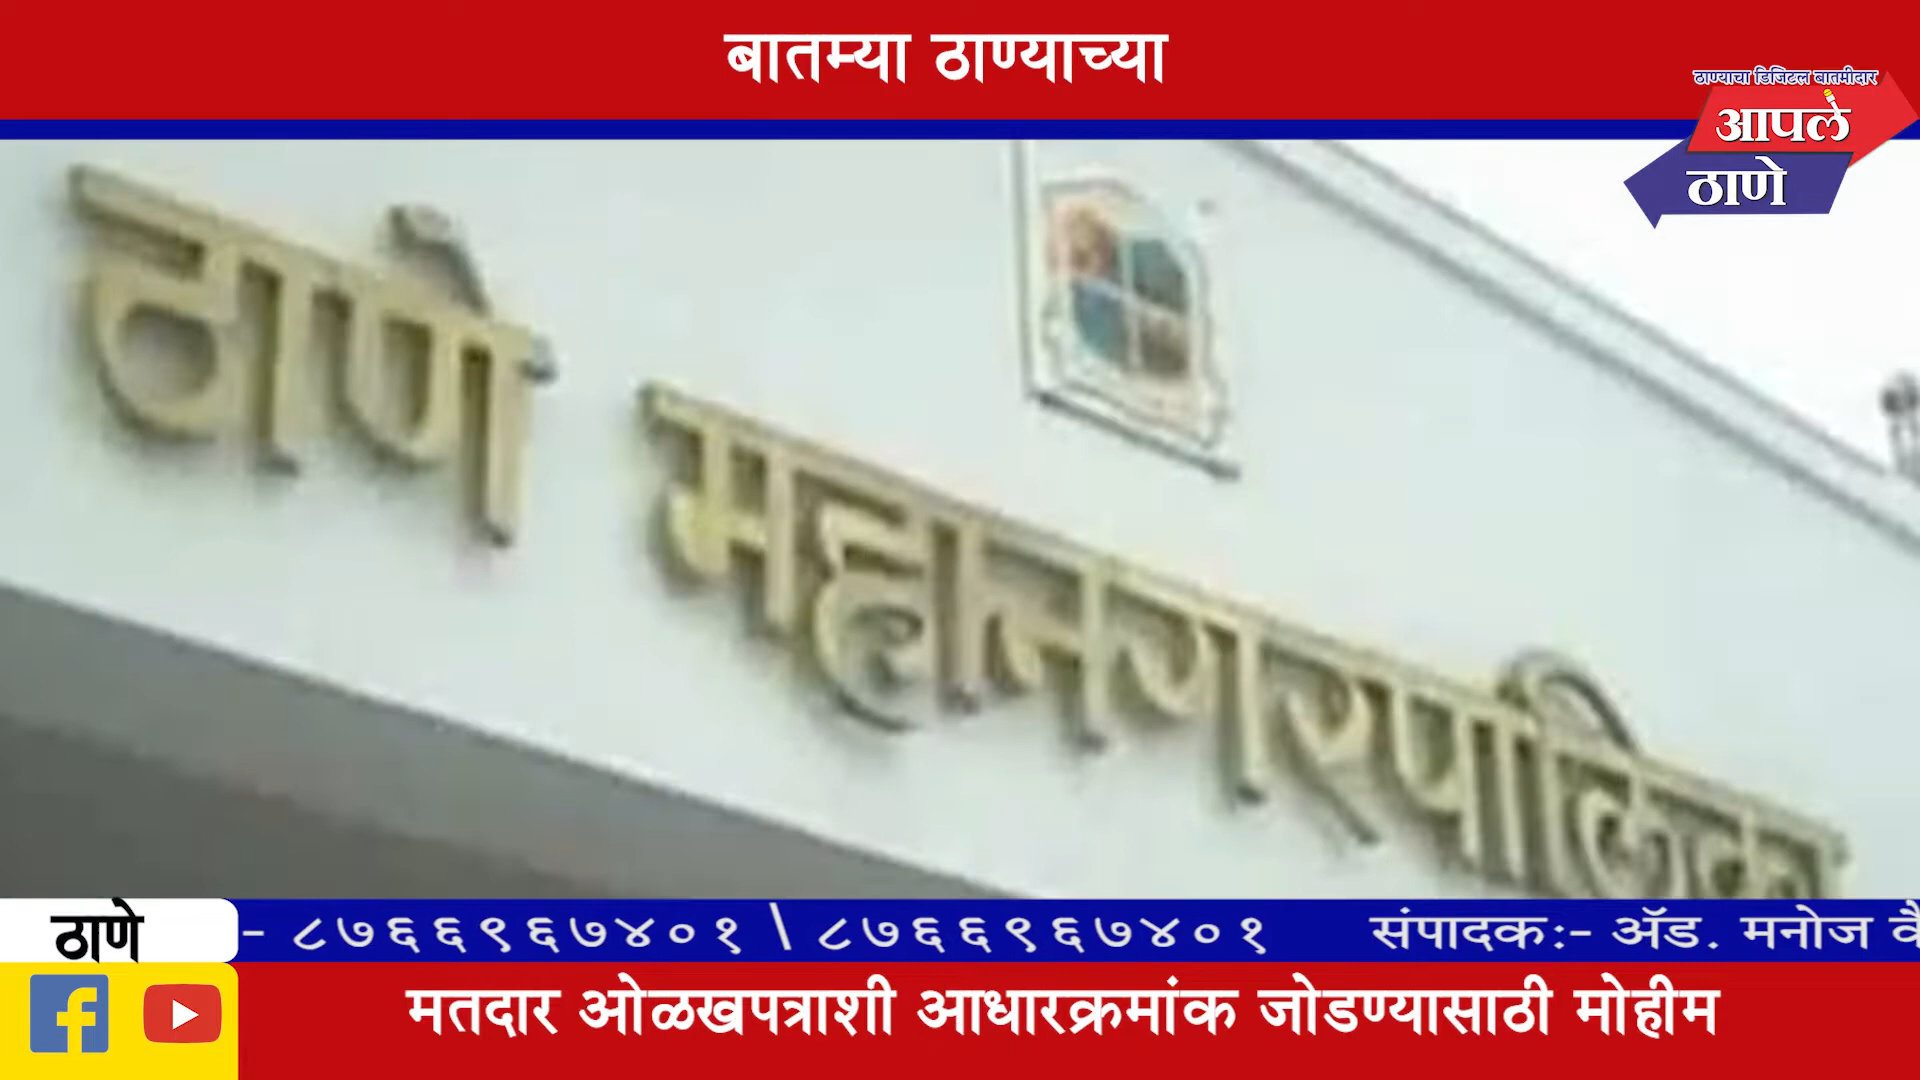 बातम्या ठाण्याच्या
ठाण्याचा डिजिटल बातमीदार
आपले
ठाणे
ठाणे महानगरपालिका
ठाणे
- ८७६६९६७४०१ \ ८७६६९६७४०१ संपादक:- ॲड. मनोज वै
मतदार ओळखपत्राशी आधारक्रमांक जोडण्यासाठी मोहीम